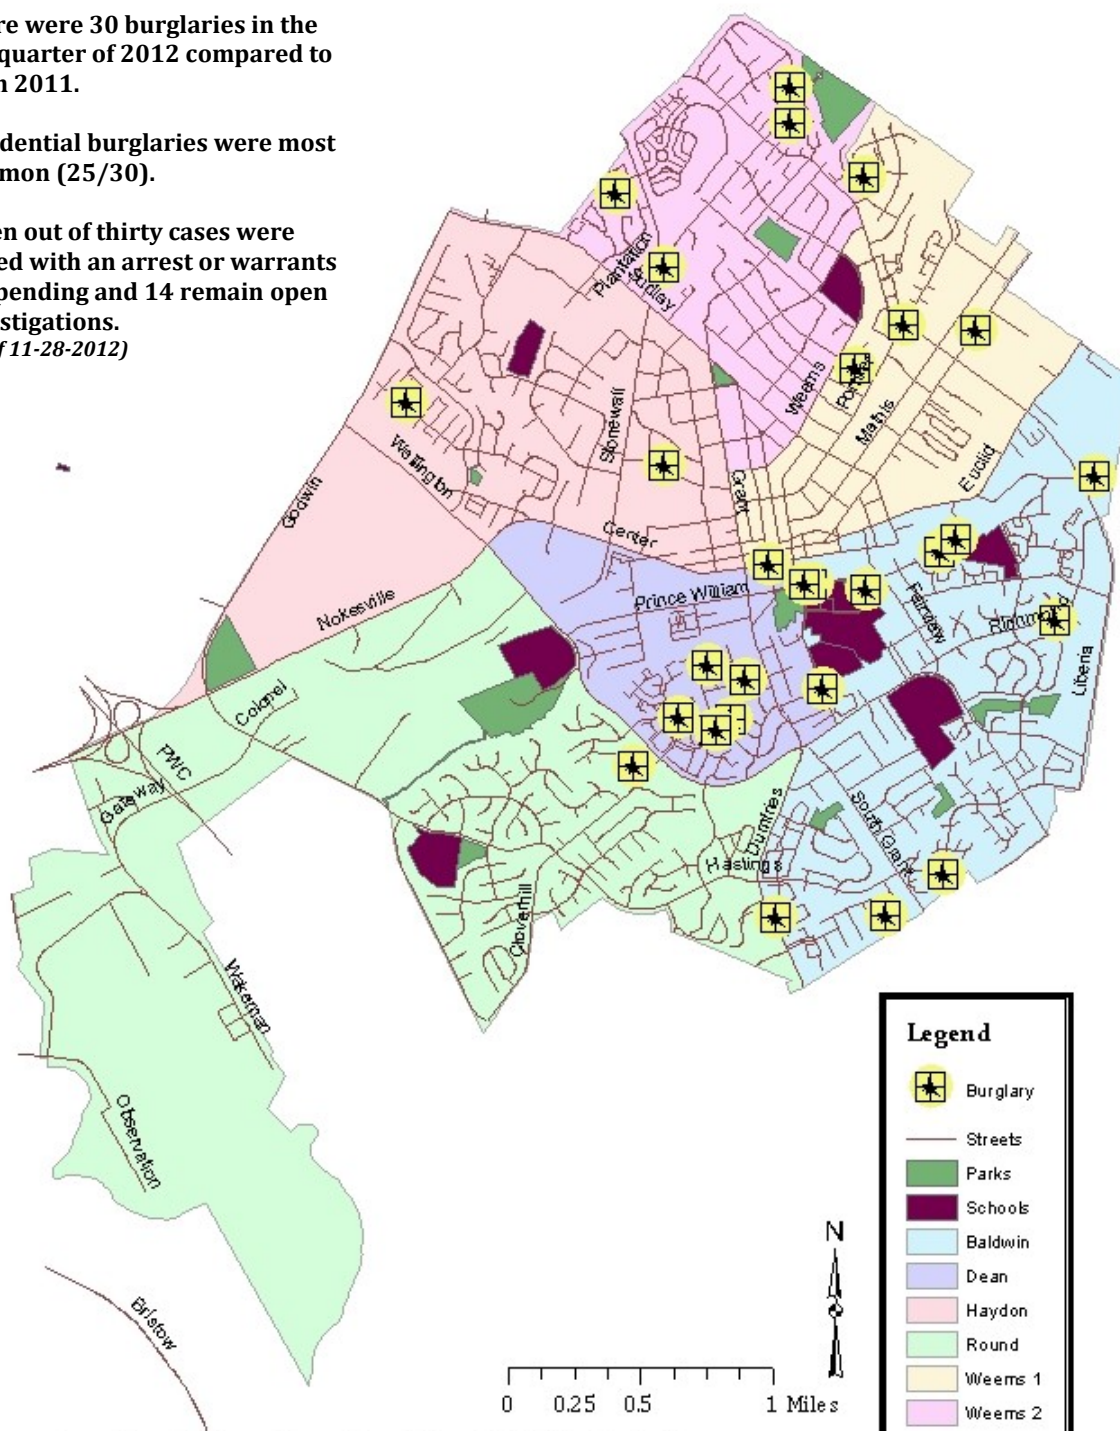 re were 30 burglaries in the
quarter of 2012 compared to
n 2011.
dential burglaries were most
mon (25/30).
en out of thirty cases were
ed with an arrest or warrants
pending and 14 remain open
stigations.
f 11-28-2012)
Plantation
Sudley
Weems
Portner
Mathis
Euclid
Stonewall
Wellington
Grant
Godwin
Center
Prince William
Fairview
Richmond
Liberia
Nokesville
Colonel
PWC
Gateway
Dumfries
South Grant
Hastings
Cloverhill
Wakeman
Observation
Bristow
Legend
Burglary
Streets
Parks
Schools
Baldwin
Dean
Haydon
Round
Weems 1
Weems 2
N
0 0.25 0.5 1 Miles